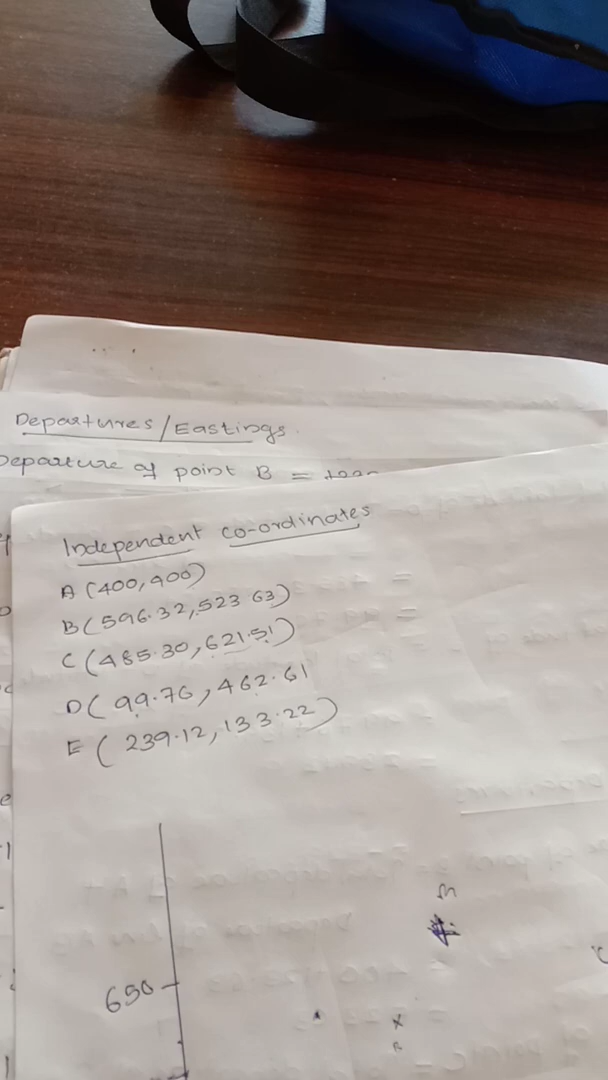 Departures/Eastings
Departure of point B =
Independent co-ordinates
A (400,400)
B(596.32,523.63)
C (485.30,621.51)
D( 99.76,462.61
E ( 239.12,133.22)
650